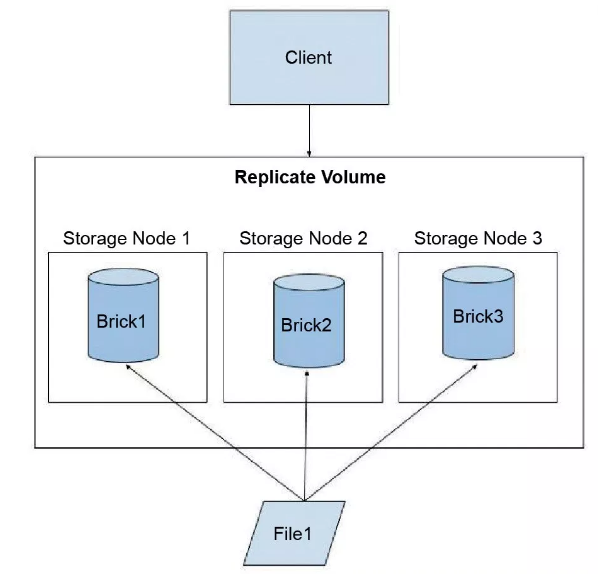 Client
Replicate Volume
Storage Node 1
Storage Node 2
Storage Node 3
Brick1
Brick2
Brick3
File1